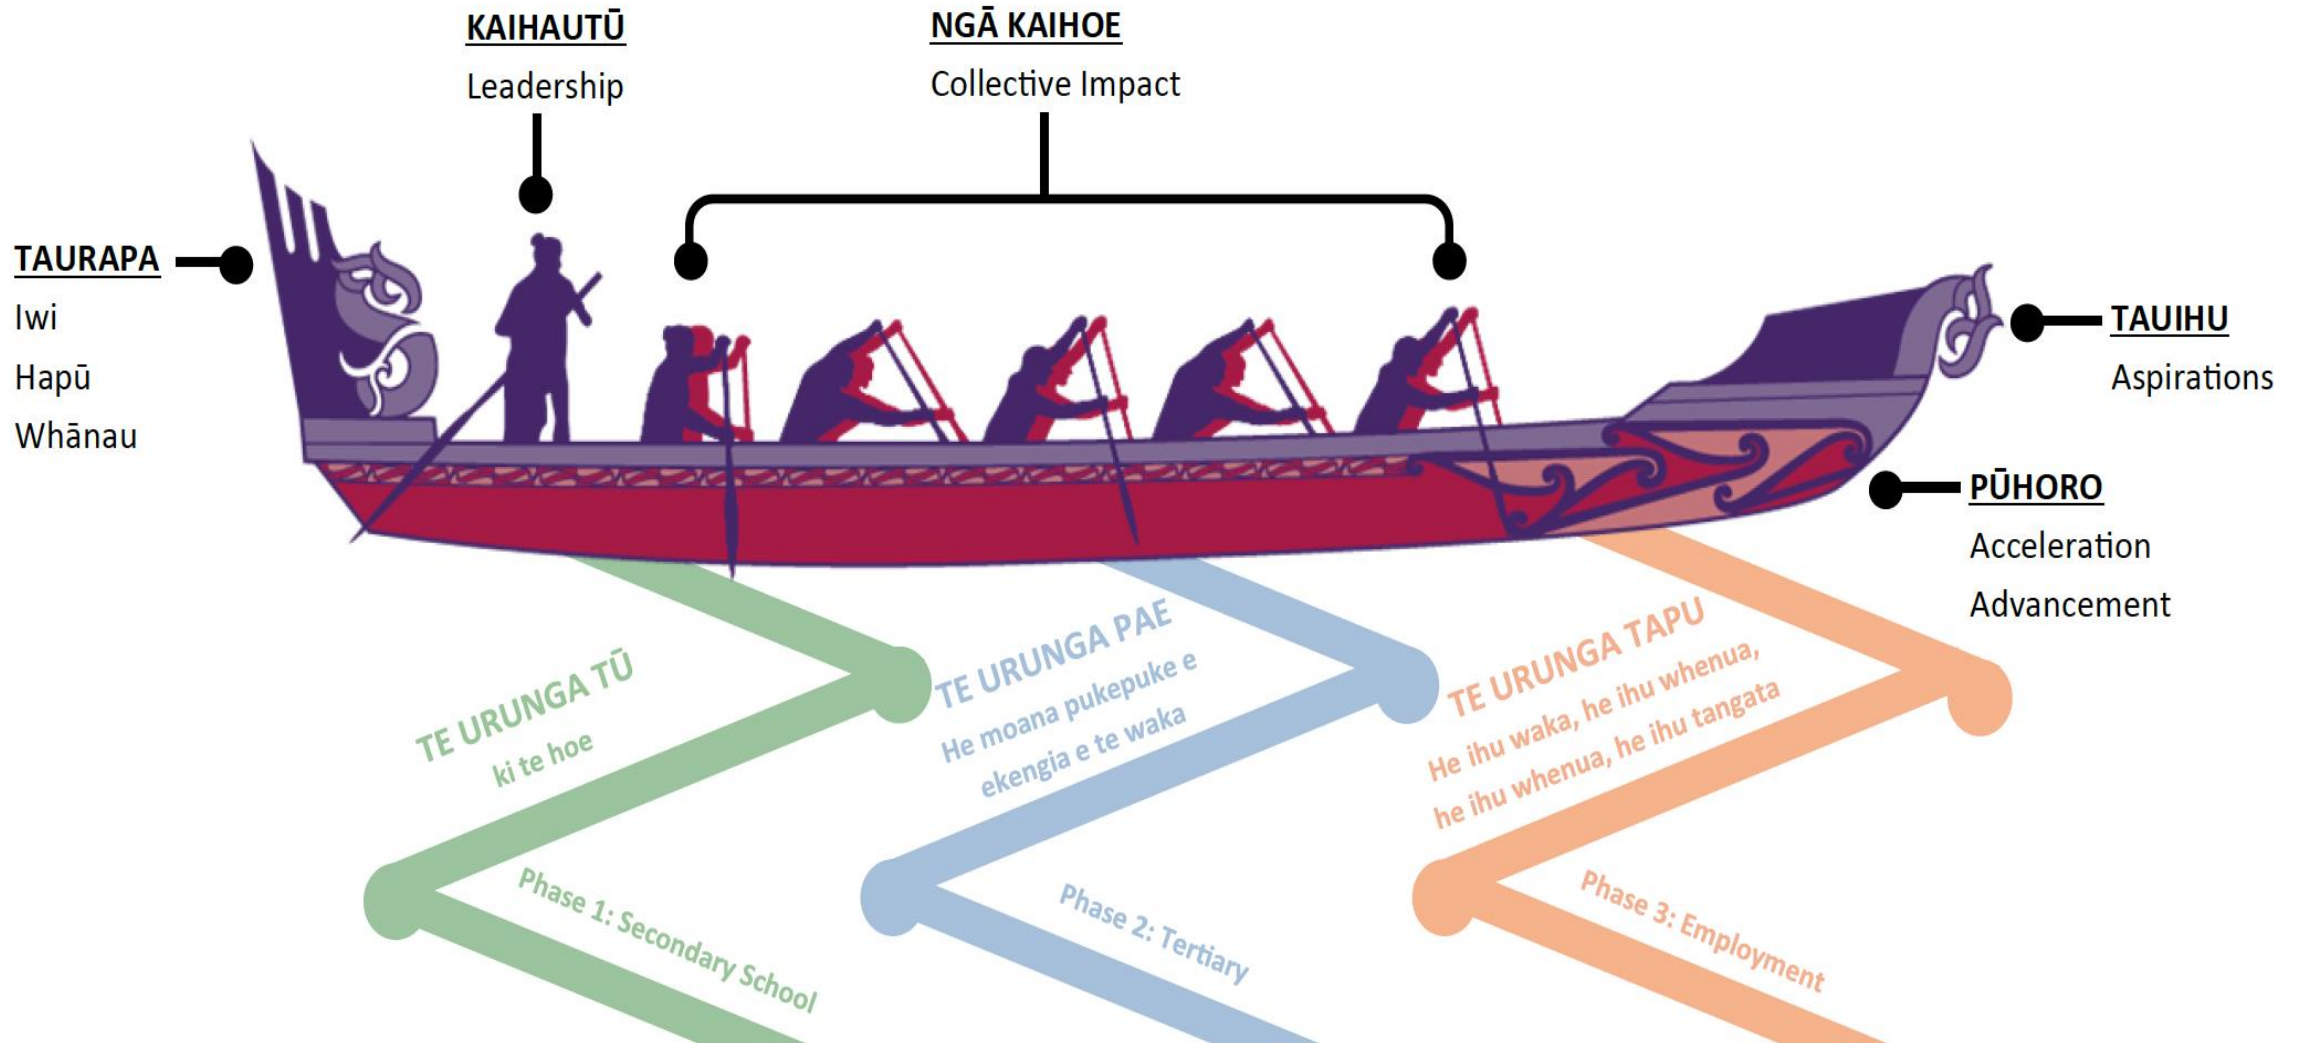 KAIHAUTŪ
Leadership
NGĀ KAIHOE
Collective Impact
TAURAPA
Iwi
Hapū
Whānau
TAUIHU
Aspirations
PŪHORO
Acceleration
Advancement
TE URUNGA TŪ
ki te hoe
Phase 1: Secondary School
TE URUNGA PAE
He moana pukepuke e
ekengia e te waka
Phase 2: Tertiary
TE URUNGA TAPU
He ihu waka, he ihu whenua,
he ihu whenua, he ihu tangata
Phase 3: Employment